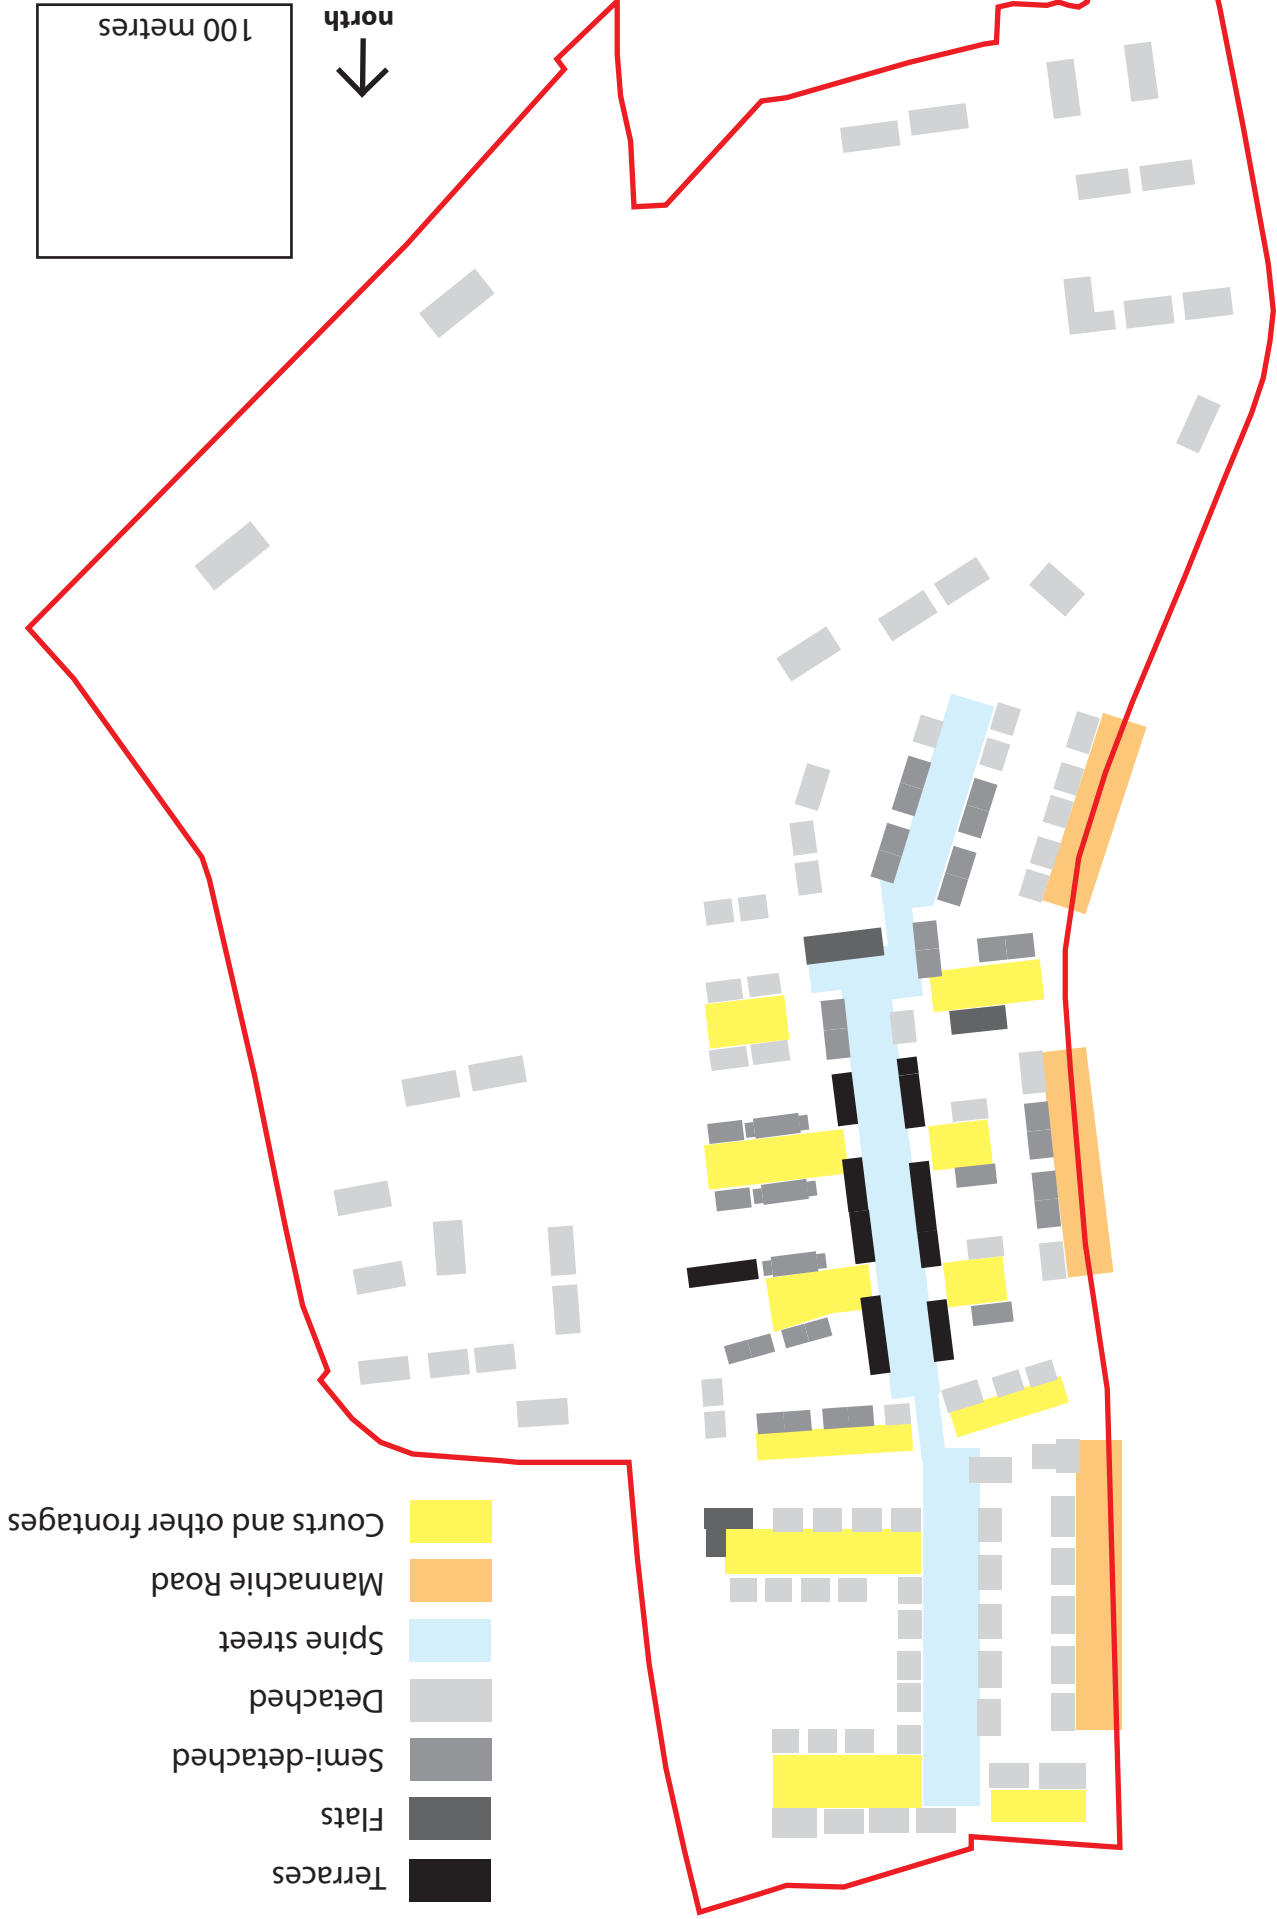 Terraces
Flats
Semi-detached
Detached
Spine street
Mannachie Road
Courts and other frontages
north
100 metres